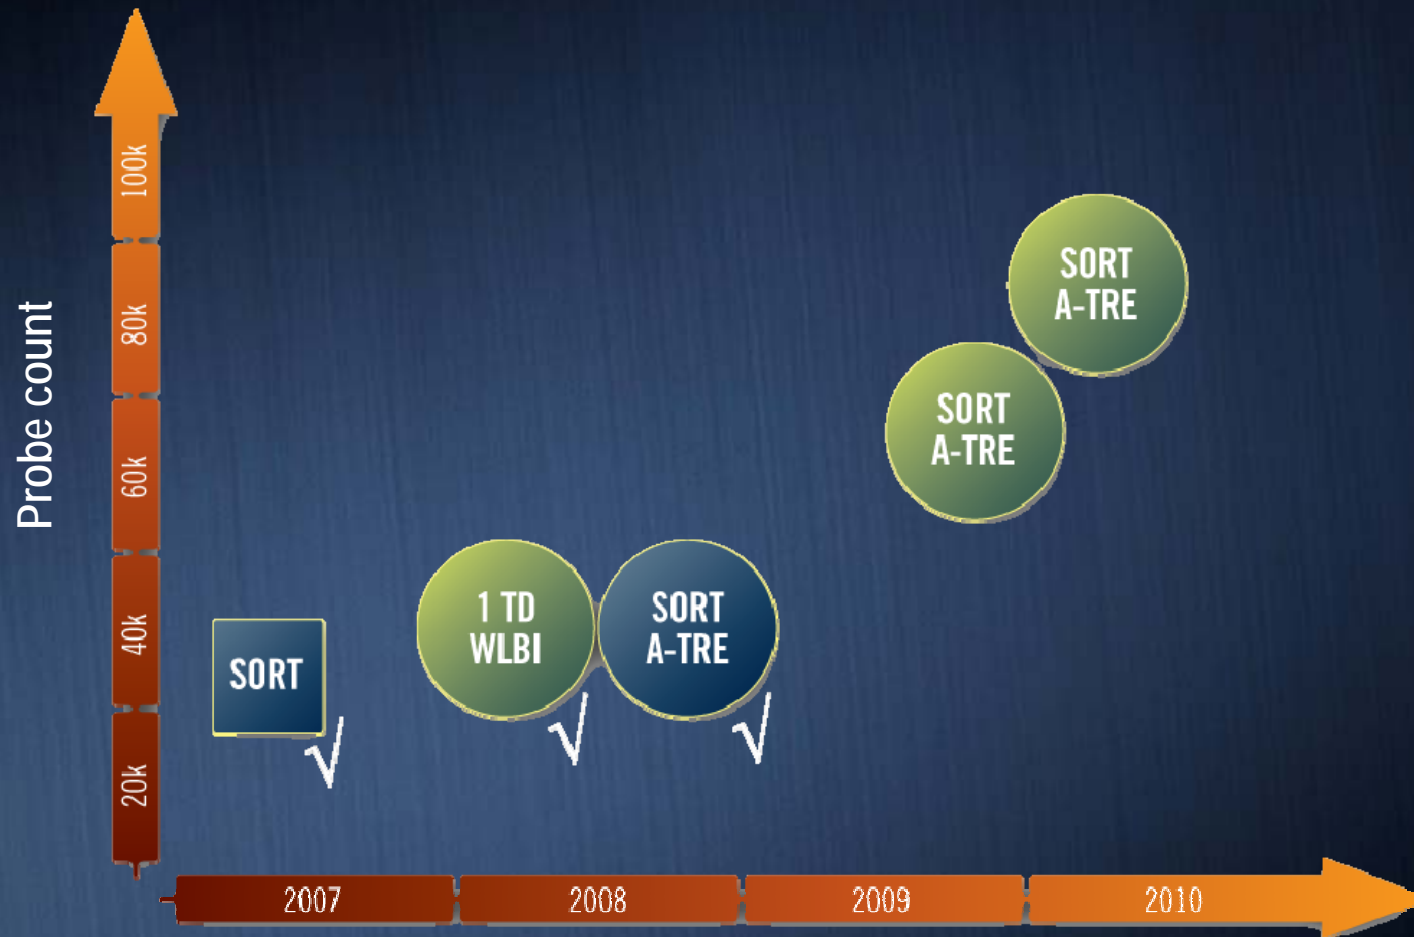 Probe count
100k
80k
60k
40k
20k
SORT
A-TRE
SORT
A-TRE
1 TD
WLBI
SORT
A-TRE
SORT
2007
2008
2009
2010